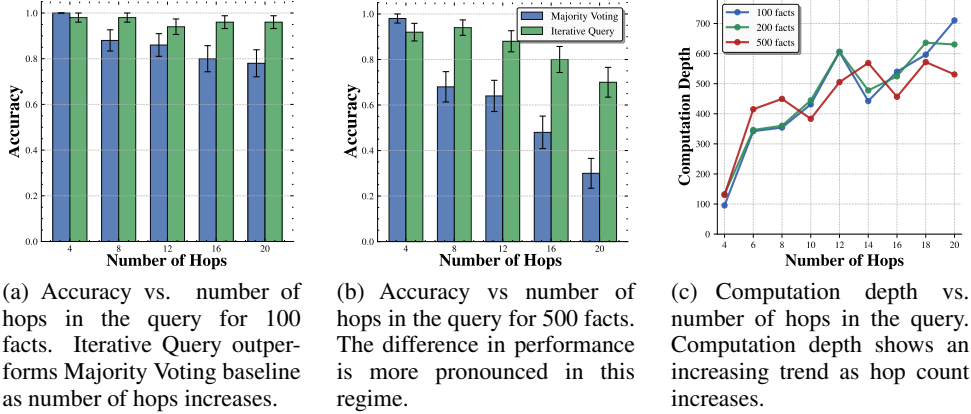 1.0
0.8
0.6
0.4
0.2
0.0
Accuracy
4 8 12 16 20
Number of Hops
1.0
0.8
0.6
0.4
0.2
0.0
Accuracy
Majority Voting
Iterative Query
4 8 12 16 20
Number of Hops
700
600
500
400
300
200
100
0
Computation Depth
100 facts
200 facts
500 facts
4 6 8 10 12 14 16 18 20
Number of Hops
(a) Accuracy vs. number of
hops in the query for 100
facts. Iterative Query outper-
forms Majority Voting baseline
as number of hops increases.
(b) Accuracy vs number of
hops in the query for 500 facts.
The difference in performance
is more pronounced in this
regime.
(c) Computation depth vs.
number of hops in the query.
Computation depth shows an
increasing trend as hop count
increases.